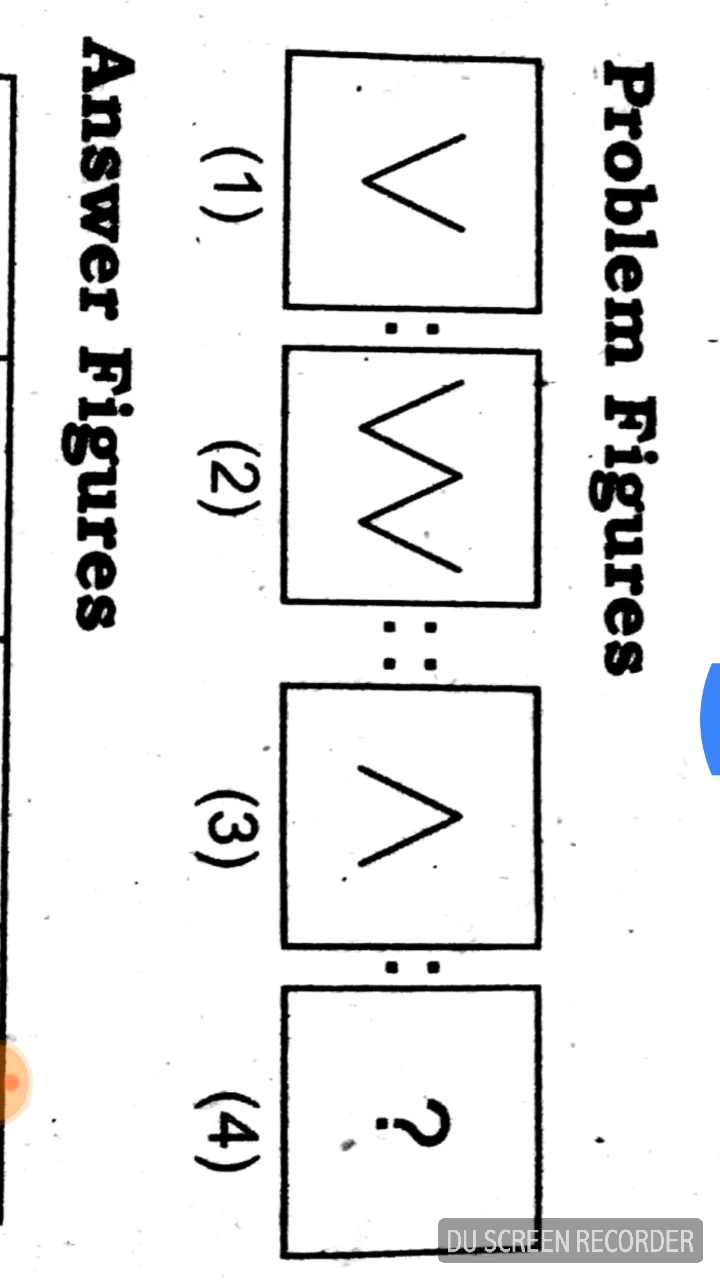 Problem Figures
: :: :
?
(1) (2) (3) (4)
Answer Figures
DU SCREEN RECORDER